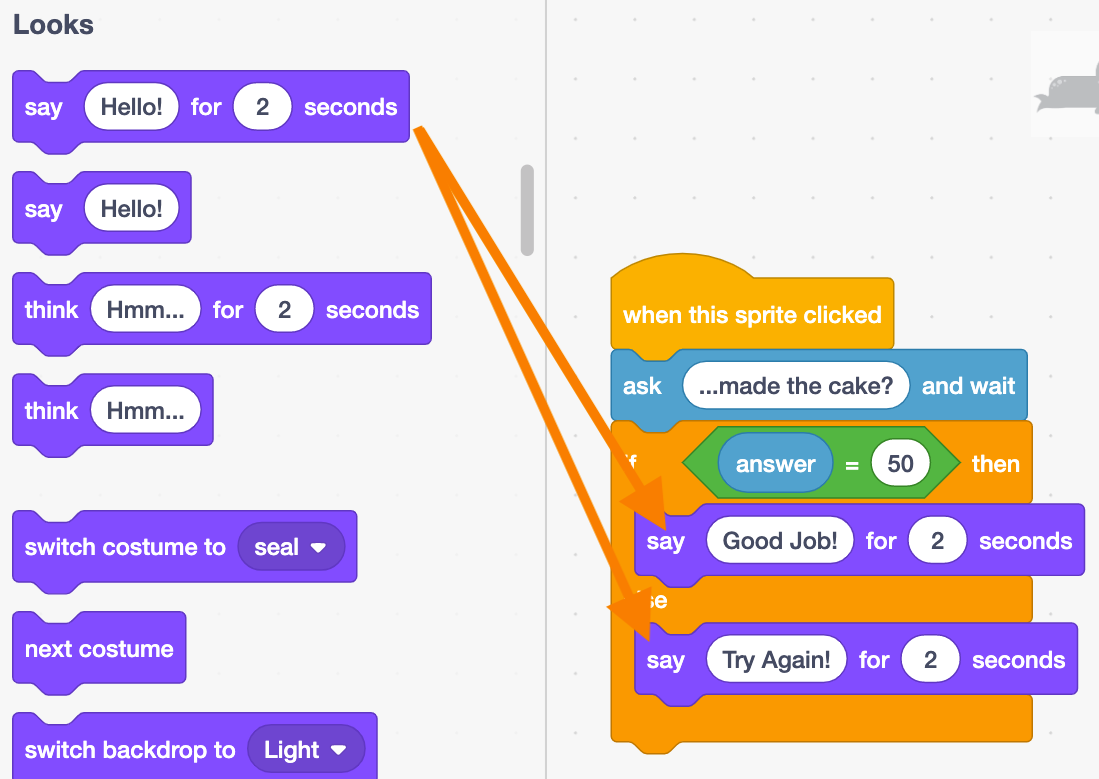 Looks
say Hello! for 2 seconds
say Hello!
think Hmm... for 2 seconds
think Hmm...
switch costume to seal
next costume
switch backdrop to Light
when this sprite clicked
ask ...made the cake? and wait
if answer = 50 then
say Good Job! for 2 seconds
se
say Try Again! for 2 seconds